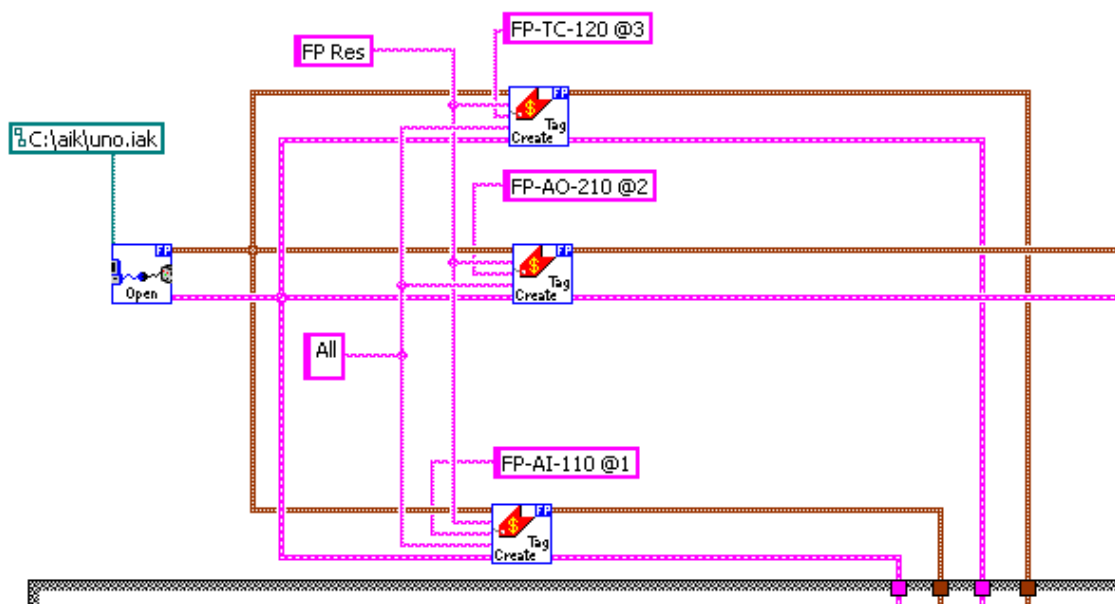 FP-TC-120 @3
FP Res
FP
Tag
Create
C:\aik\uno.iak
FP-AO-210 @2
FP
Open
FP
Tag
Create
All
FP-AI-110 @1
FP
Tag
Create